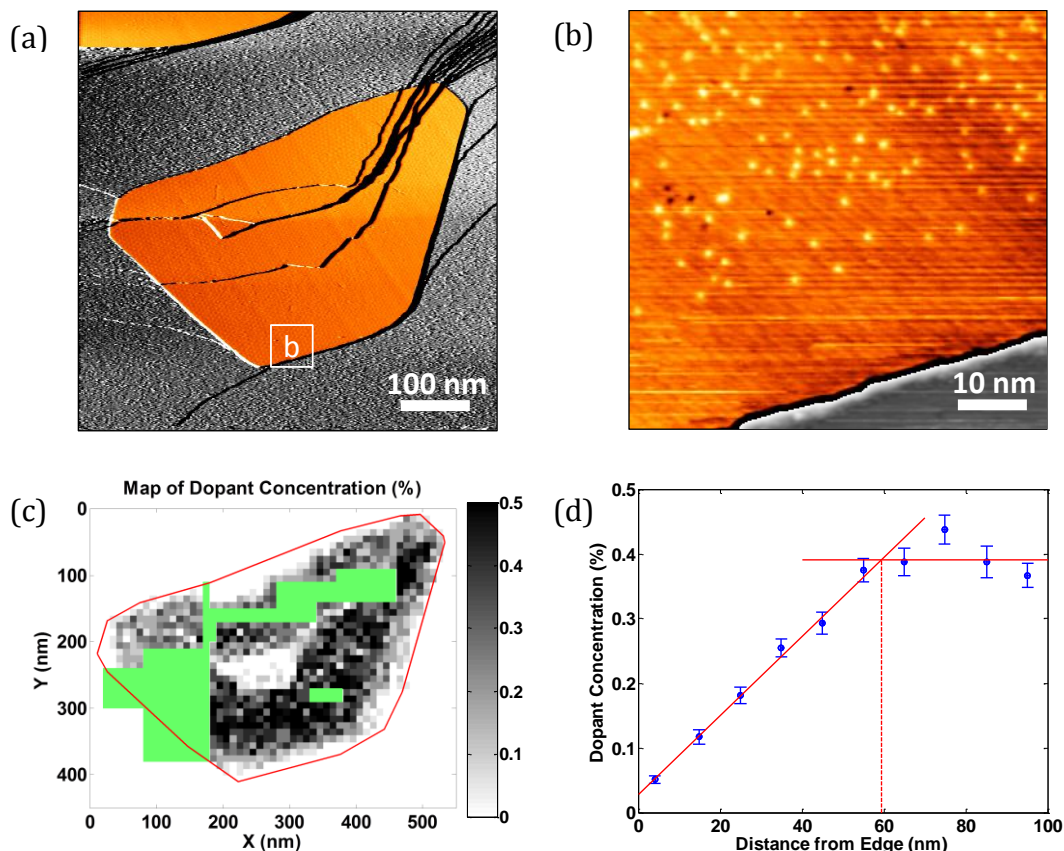 (a)
b
100 nm
(b)
10 nm
(c)
Map of Dopant Concentration (%)
0
100
200
300
400
Y (nm)
0 100 200 300 400 500
X (nm)
0.5
0.4
0.3
0.2
0.1
0
(d)
0.5
0.4
0.3
0.2
0.1
0
Dopant Concentration (%)
0 20 40 60 80 100
Distance from Edge (nm)